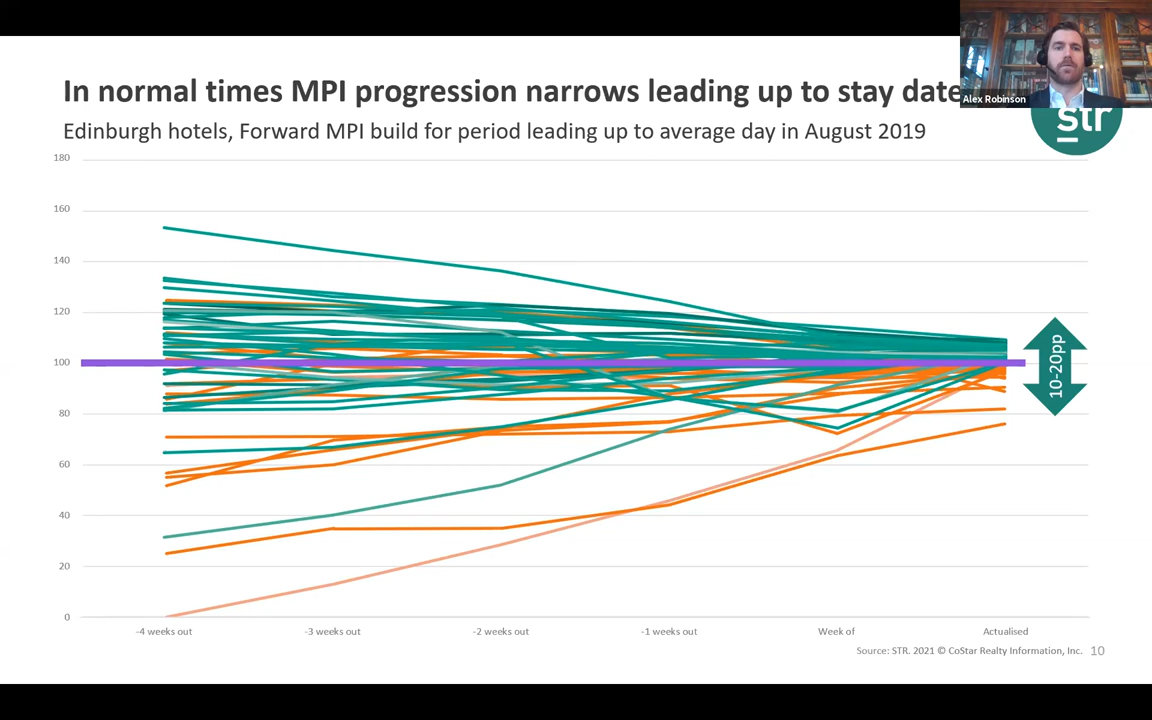 In normal times MPI progression narrows leading up to stay date
Alex Robinson
Edinburgh hotels, Forward MPI build for period leading up to average day in August 2019
str
180
160
140
120
100
80
60
40
20
0
10-20pp
-4 weeks out
-3 weeks out
-2 weeks out
-1 weeks out
Week of
Actualised
Source: STR. 2021 © CoStar Realty Information, Inc.
10